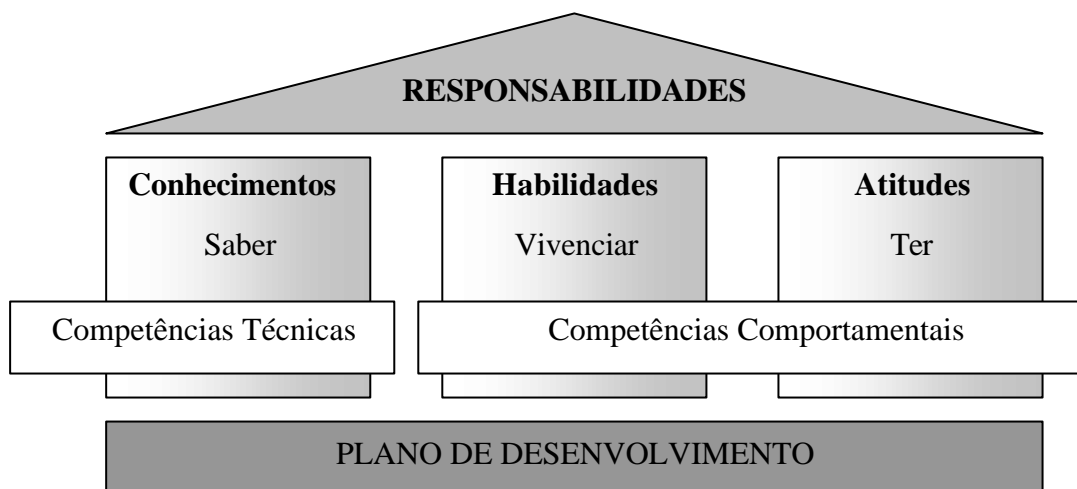 RESPONSABILIDADES
Conhecimentos
Saber
Habilidades
Vivenciar
Atitudes
Ter
Competências Técnicas
Competências Comportamentais
PLANO DE DESENVOLVIMENTO